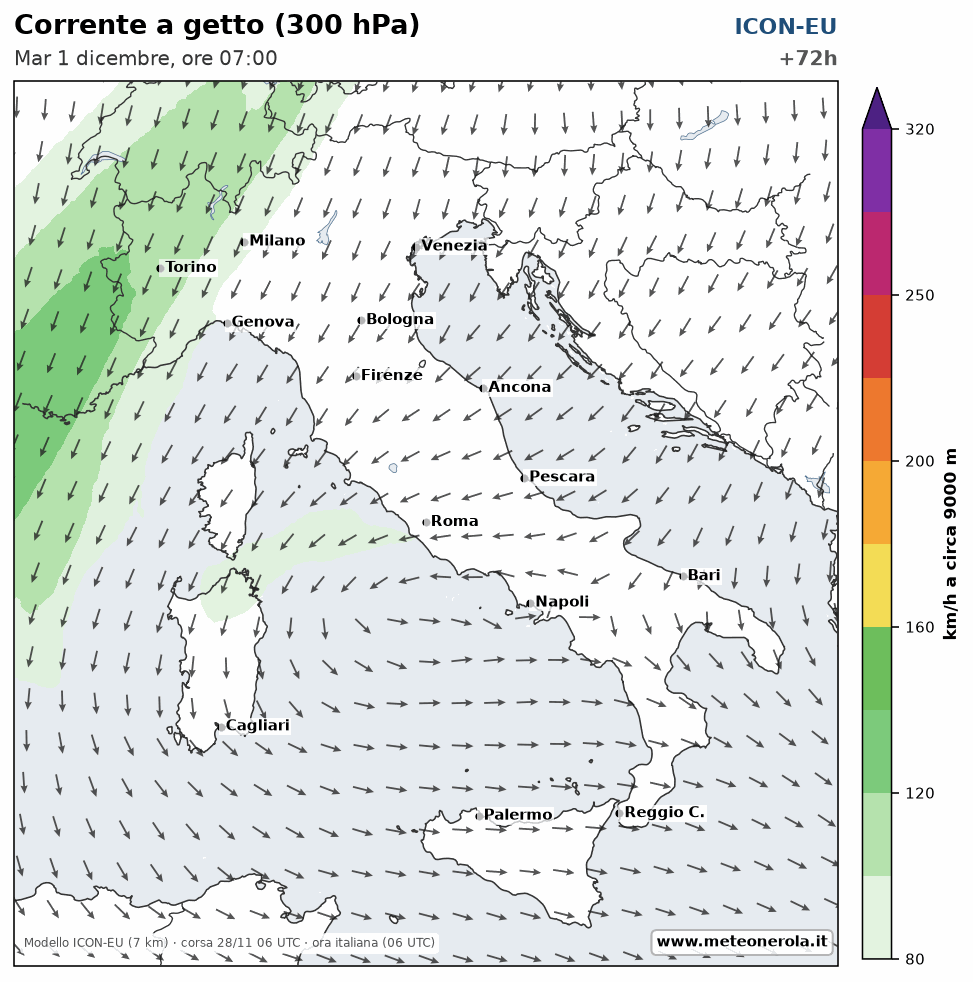 Corrente a getto (300 hPa)
ICON-EU
Mar 1 dicembre, ore 07:00
+72h
320
250
200
160
120
80
km/h a circa 9000 m
Milano
Venezia
Torino
Genova
Bologna
Firenze
Ancona
Pescara
Roma
Bari
Napoli
Cagliari
Palermo
Reggio C.
Modello ICON-EU (7 km) · corsa 28/11 06 UTC · ora italiana (06 UTC)
www.meteonerola.it